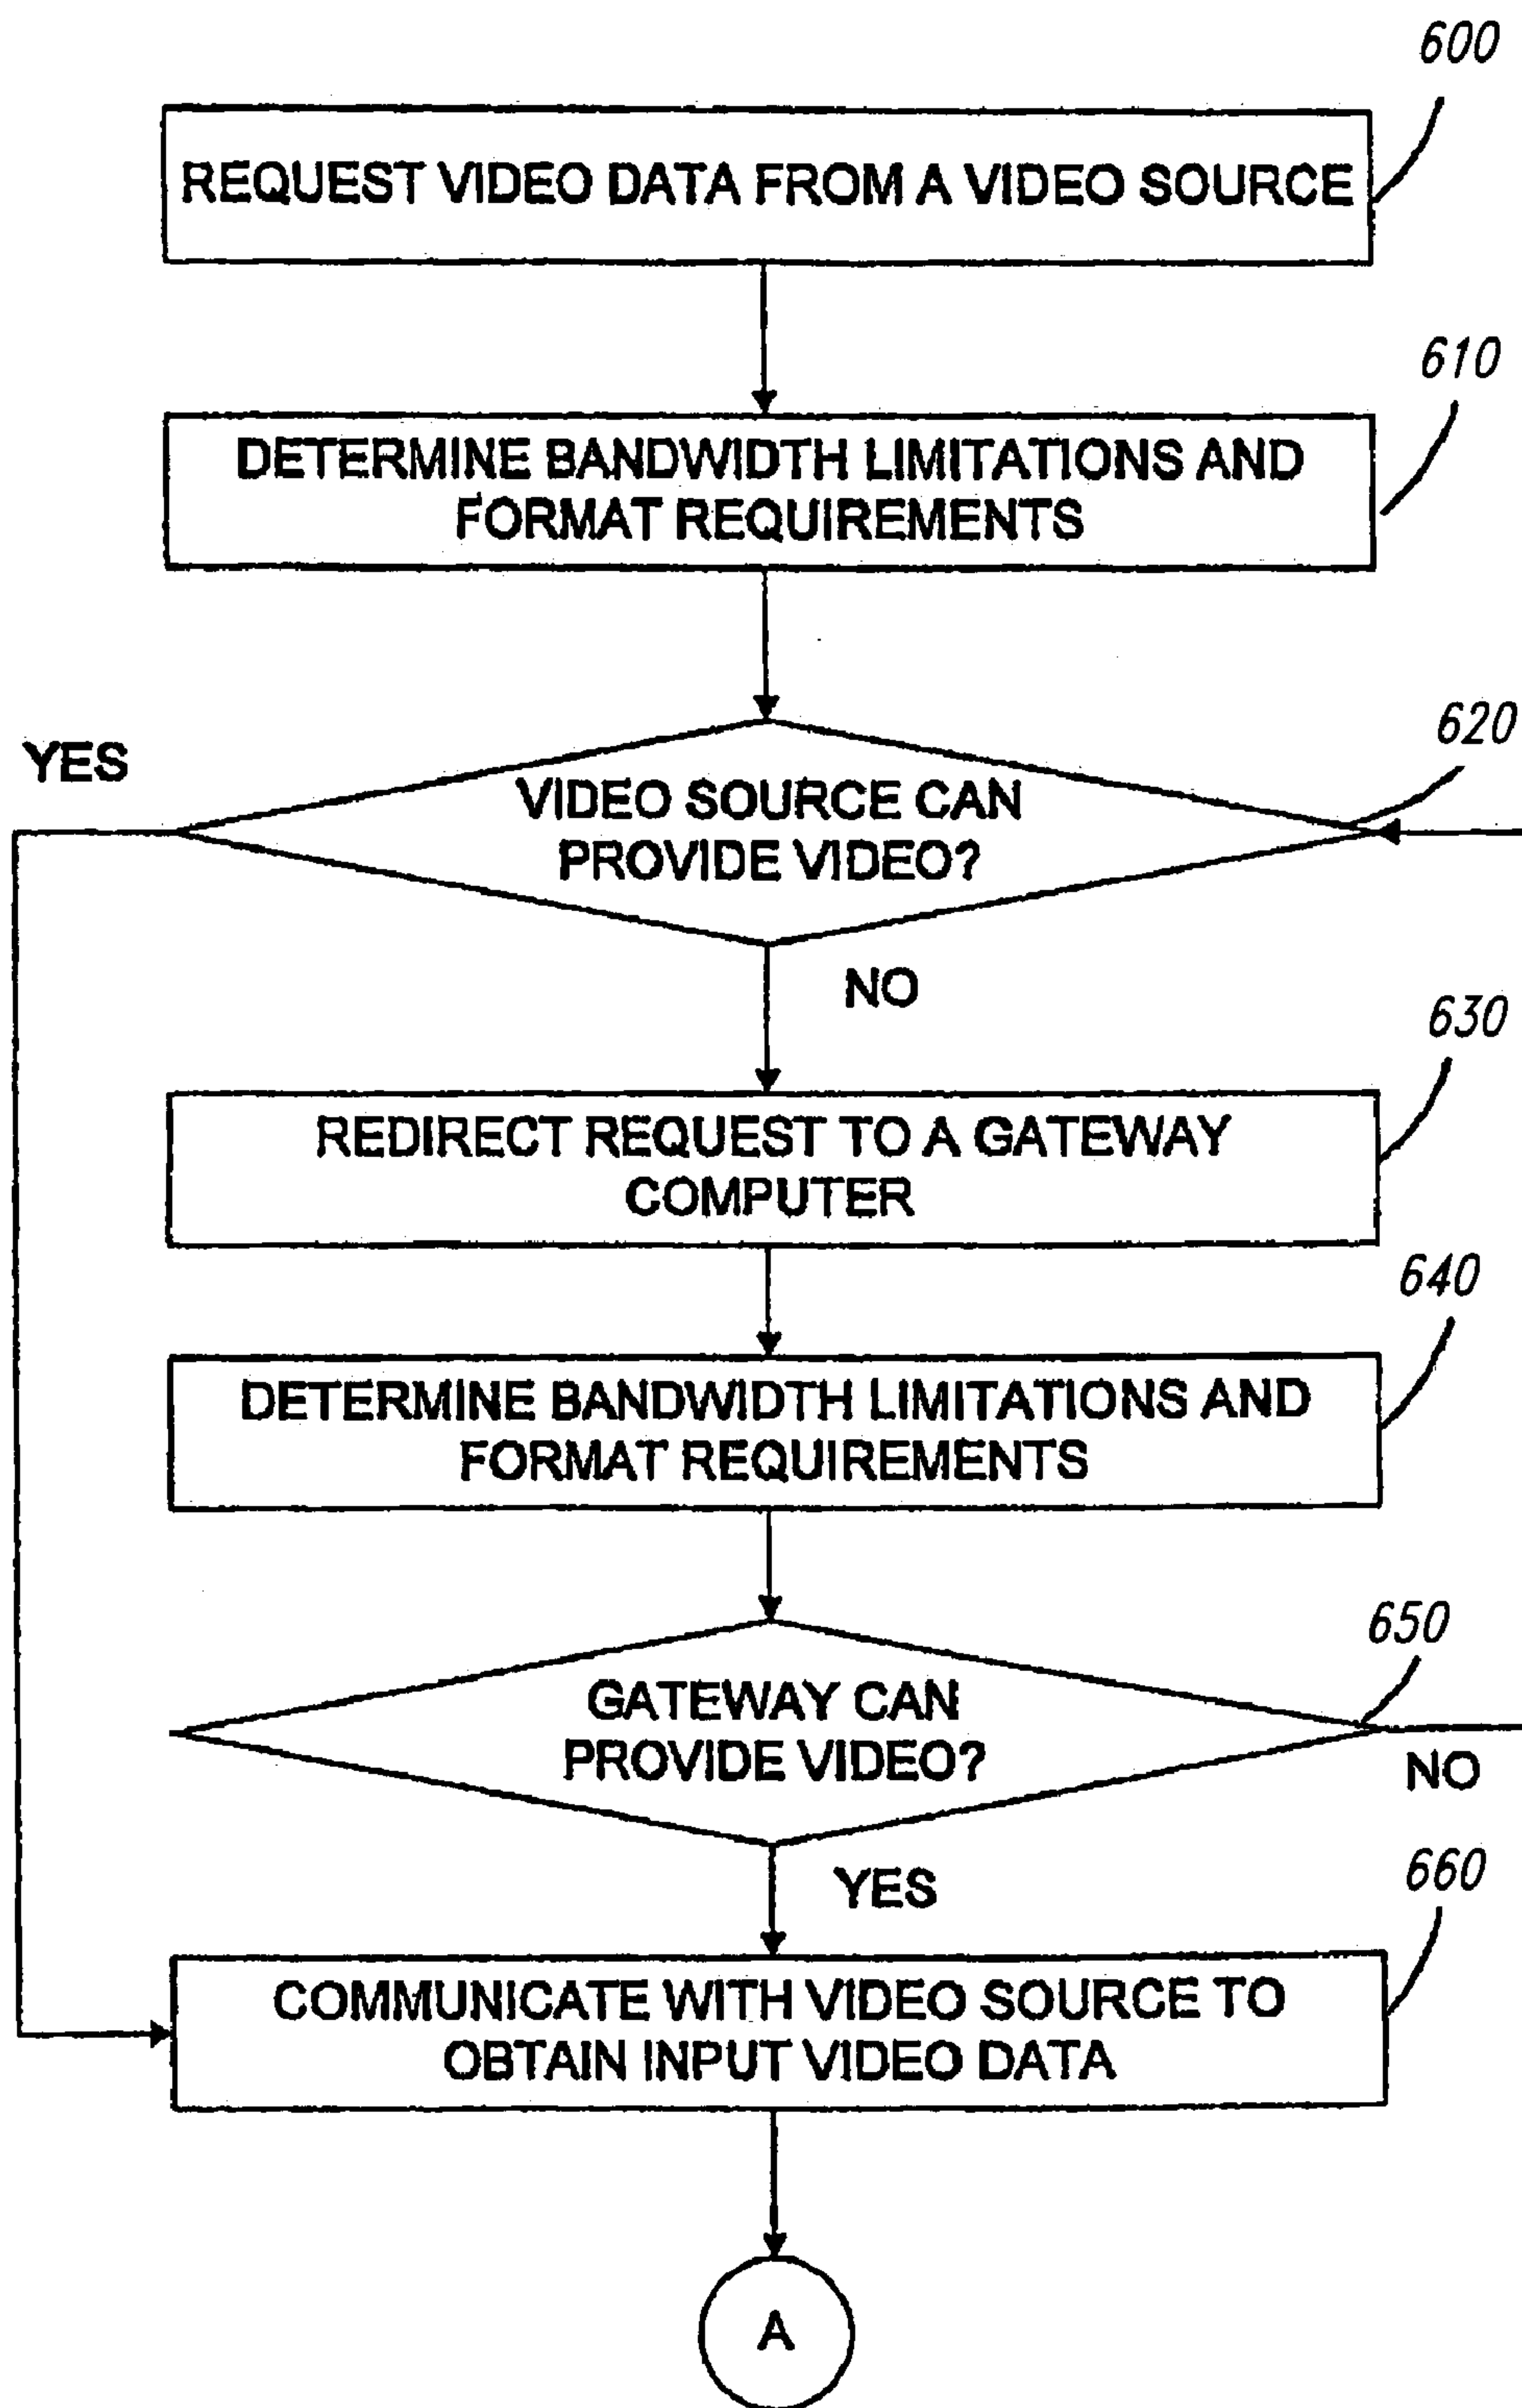 600
REQUEST VIDEO DATA FROM A VIDEO SOURCE
610
DETERMINE BANDWIDTH LIMITATIONS AND
FORMAT REQUIREMENTS
620
YES
VIDEO SOURCE CAN
PROVIDE VIDEO?
NO
630
REDIRECT REQUEST TO A GATEWAY
COMPUTER
640
DETERMINE BANDWIDTH LIMITATIONS AND
FORMAT REQUIREMENTS
650
GATEWAY CAN
PROVIDE VIDEO?
NO
YES
660
COMMUNICATE WITH VIDEO SOURCE TO
OBTAIN INPUT VIDEO DATA
A